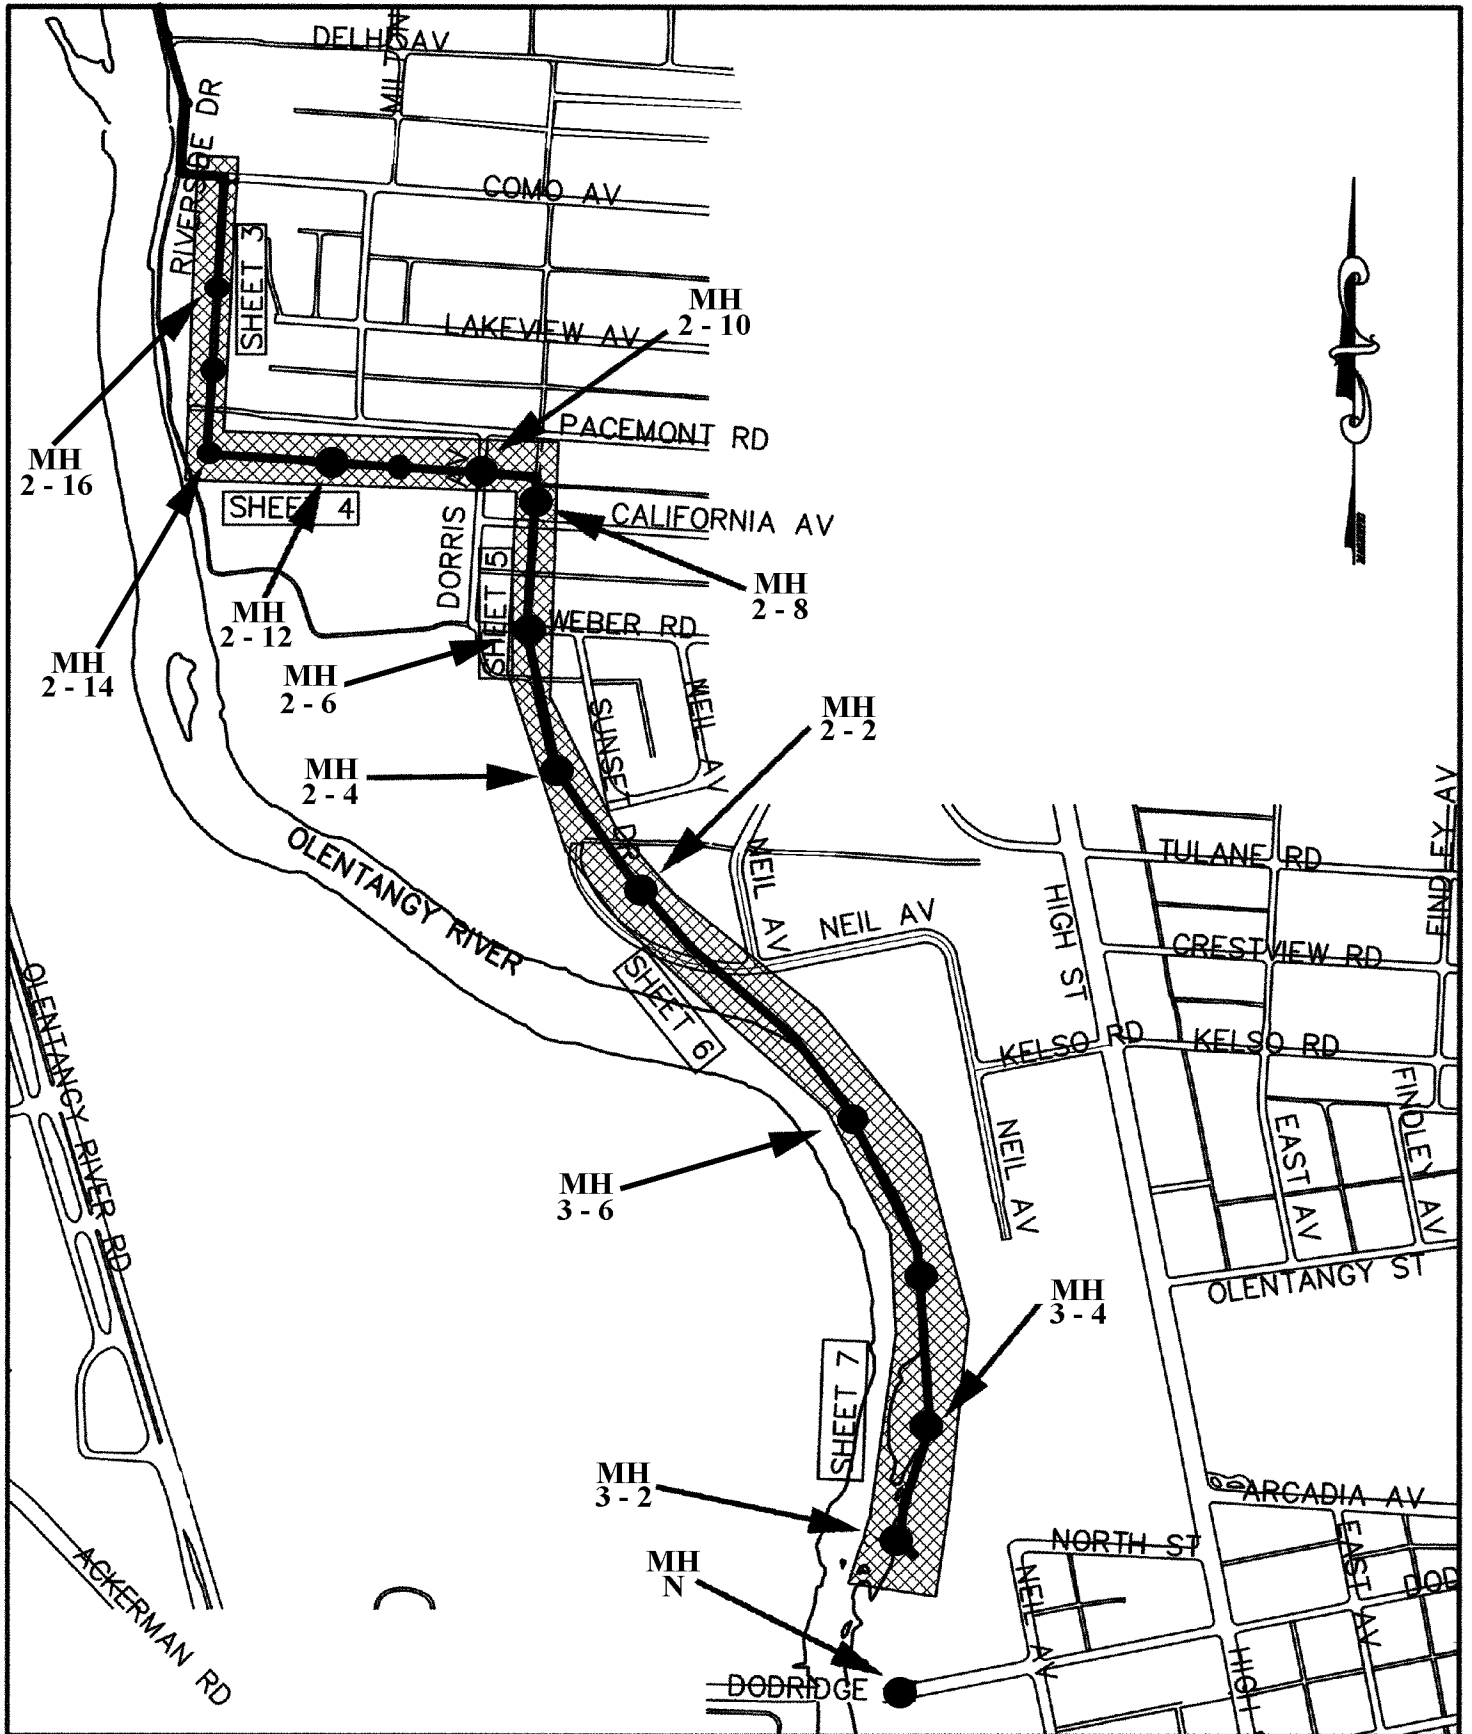 DELHI AV
MILTON
RIVERSIDE DR
COMO AV
SHEET 3
MH
2 - 10
LAKEVIEW AV
PACEMONT RD
AV
MH
2 - 16
SHEET 4
CALIFORNIA AV
DORRIS
SHEET 5
MH
2 - 8
MH
2 - 12
WEBER RD
MH
2 - 14
MH
2 - 6
SUNSET DR
NEIL AV
MH
2 - 2
MH
2 - 4
OLENTANGY RIVER
NEIL AV
NEIL AV
HIGH ST
TULANE RD
FINDLEY AV
CRESTVIEW RD
OLENTANGY RIVER RD
SHEET 6
KELSO RD
KELSO RD
NEIL AV
EAST AV
FINDLEY AV
MH
3 - 6
OLENTANGY ST
MH
3 - 4
SHEET 7
MH
3 - 2
ARCADIA AV
NORTH ST
EAST AV
MH
N
NEIL AV
DOD
ACKERMAN RD
DODRIDGE
HIGH